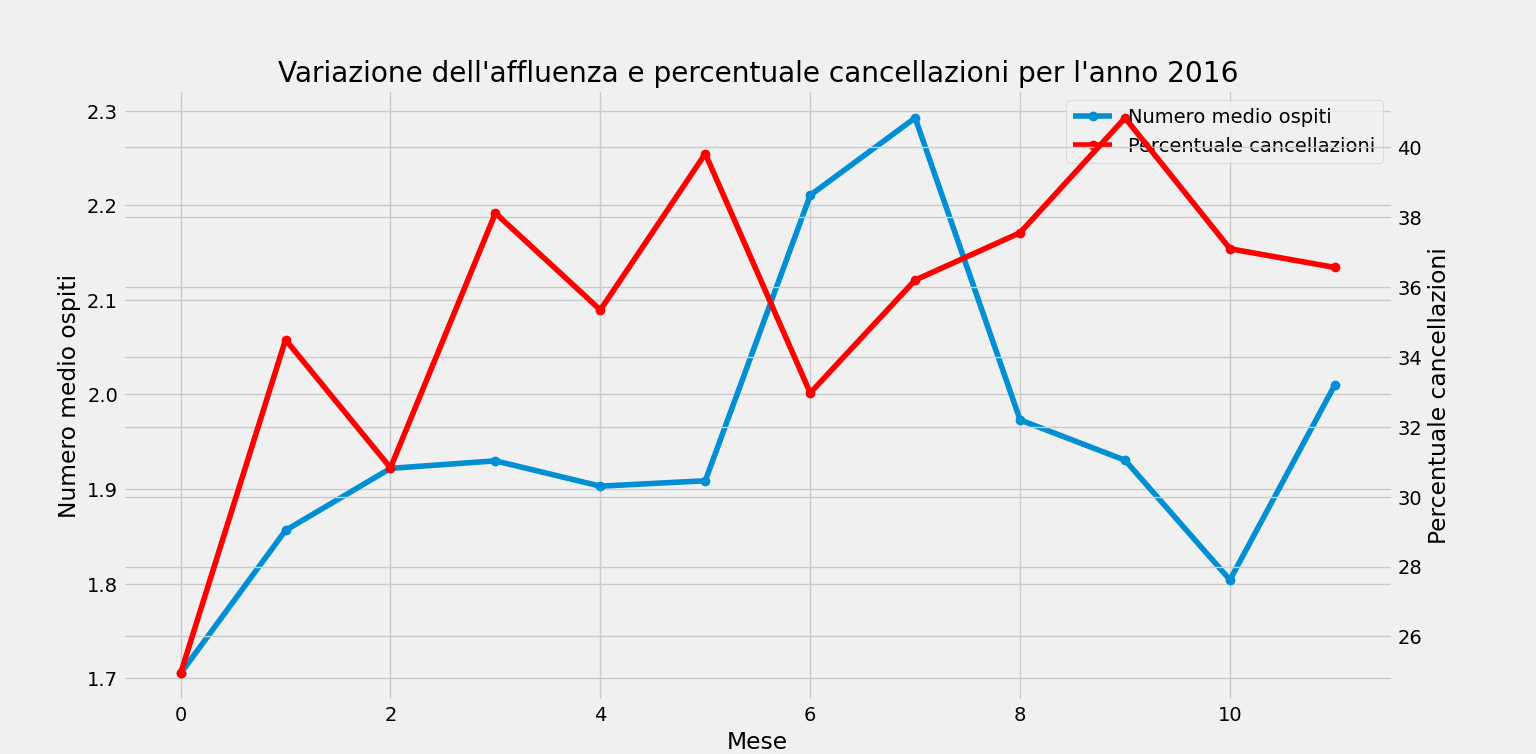 Variazione dell'affluenza e percentuale cancellazioni per l'anno 2016
Numero medio ospiti
Percentuale cancellazioni
2.3
2.2
2.1
2.0
1.9
1.8
1.7
Numero medio ospiti
40
38
36
34
32
30
28
26
Percentuale cancellazioni
0 2 4 6 8 10
Mese